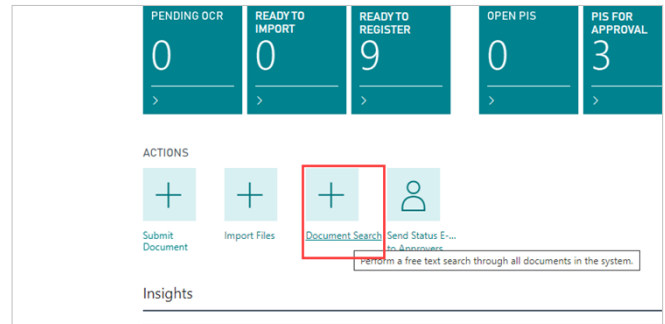 PENDING OCR
READY TO
IMPORT
READY TO
REGISTER
OPEN PIS
PIS FOR
APPROVAL
0
0
9
0
3
ACTIONS
Submit
Document
Import Files
Document Search
Send Status E-...
to Approvers
Perform a free text search through all documents in the system.
Insights